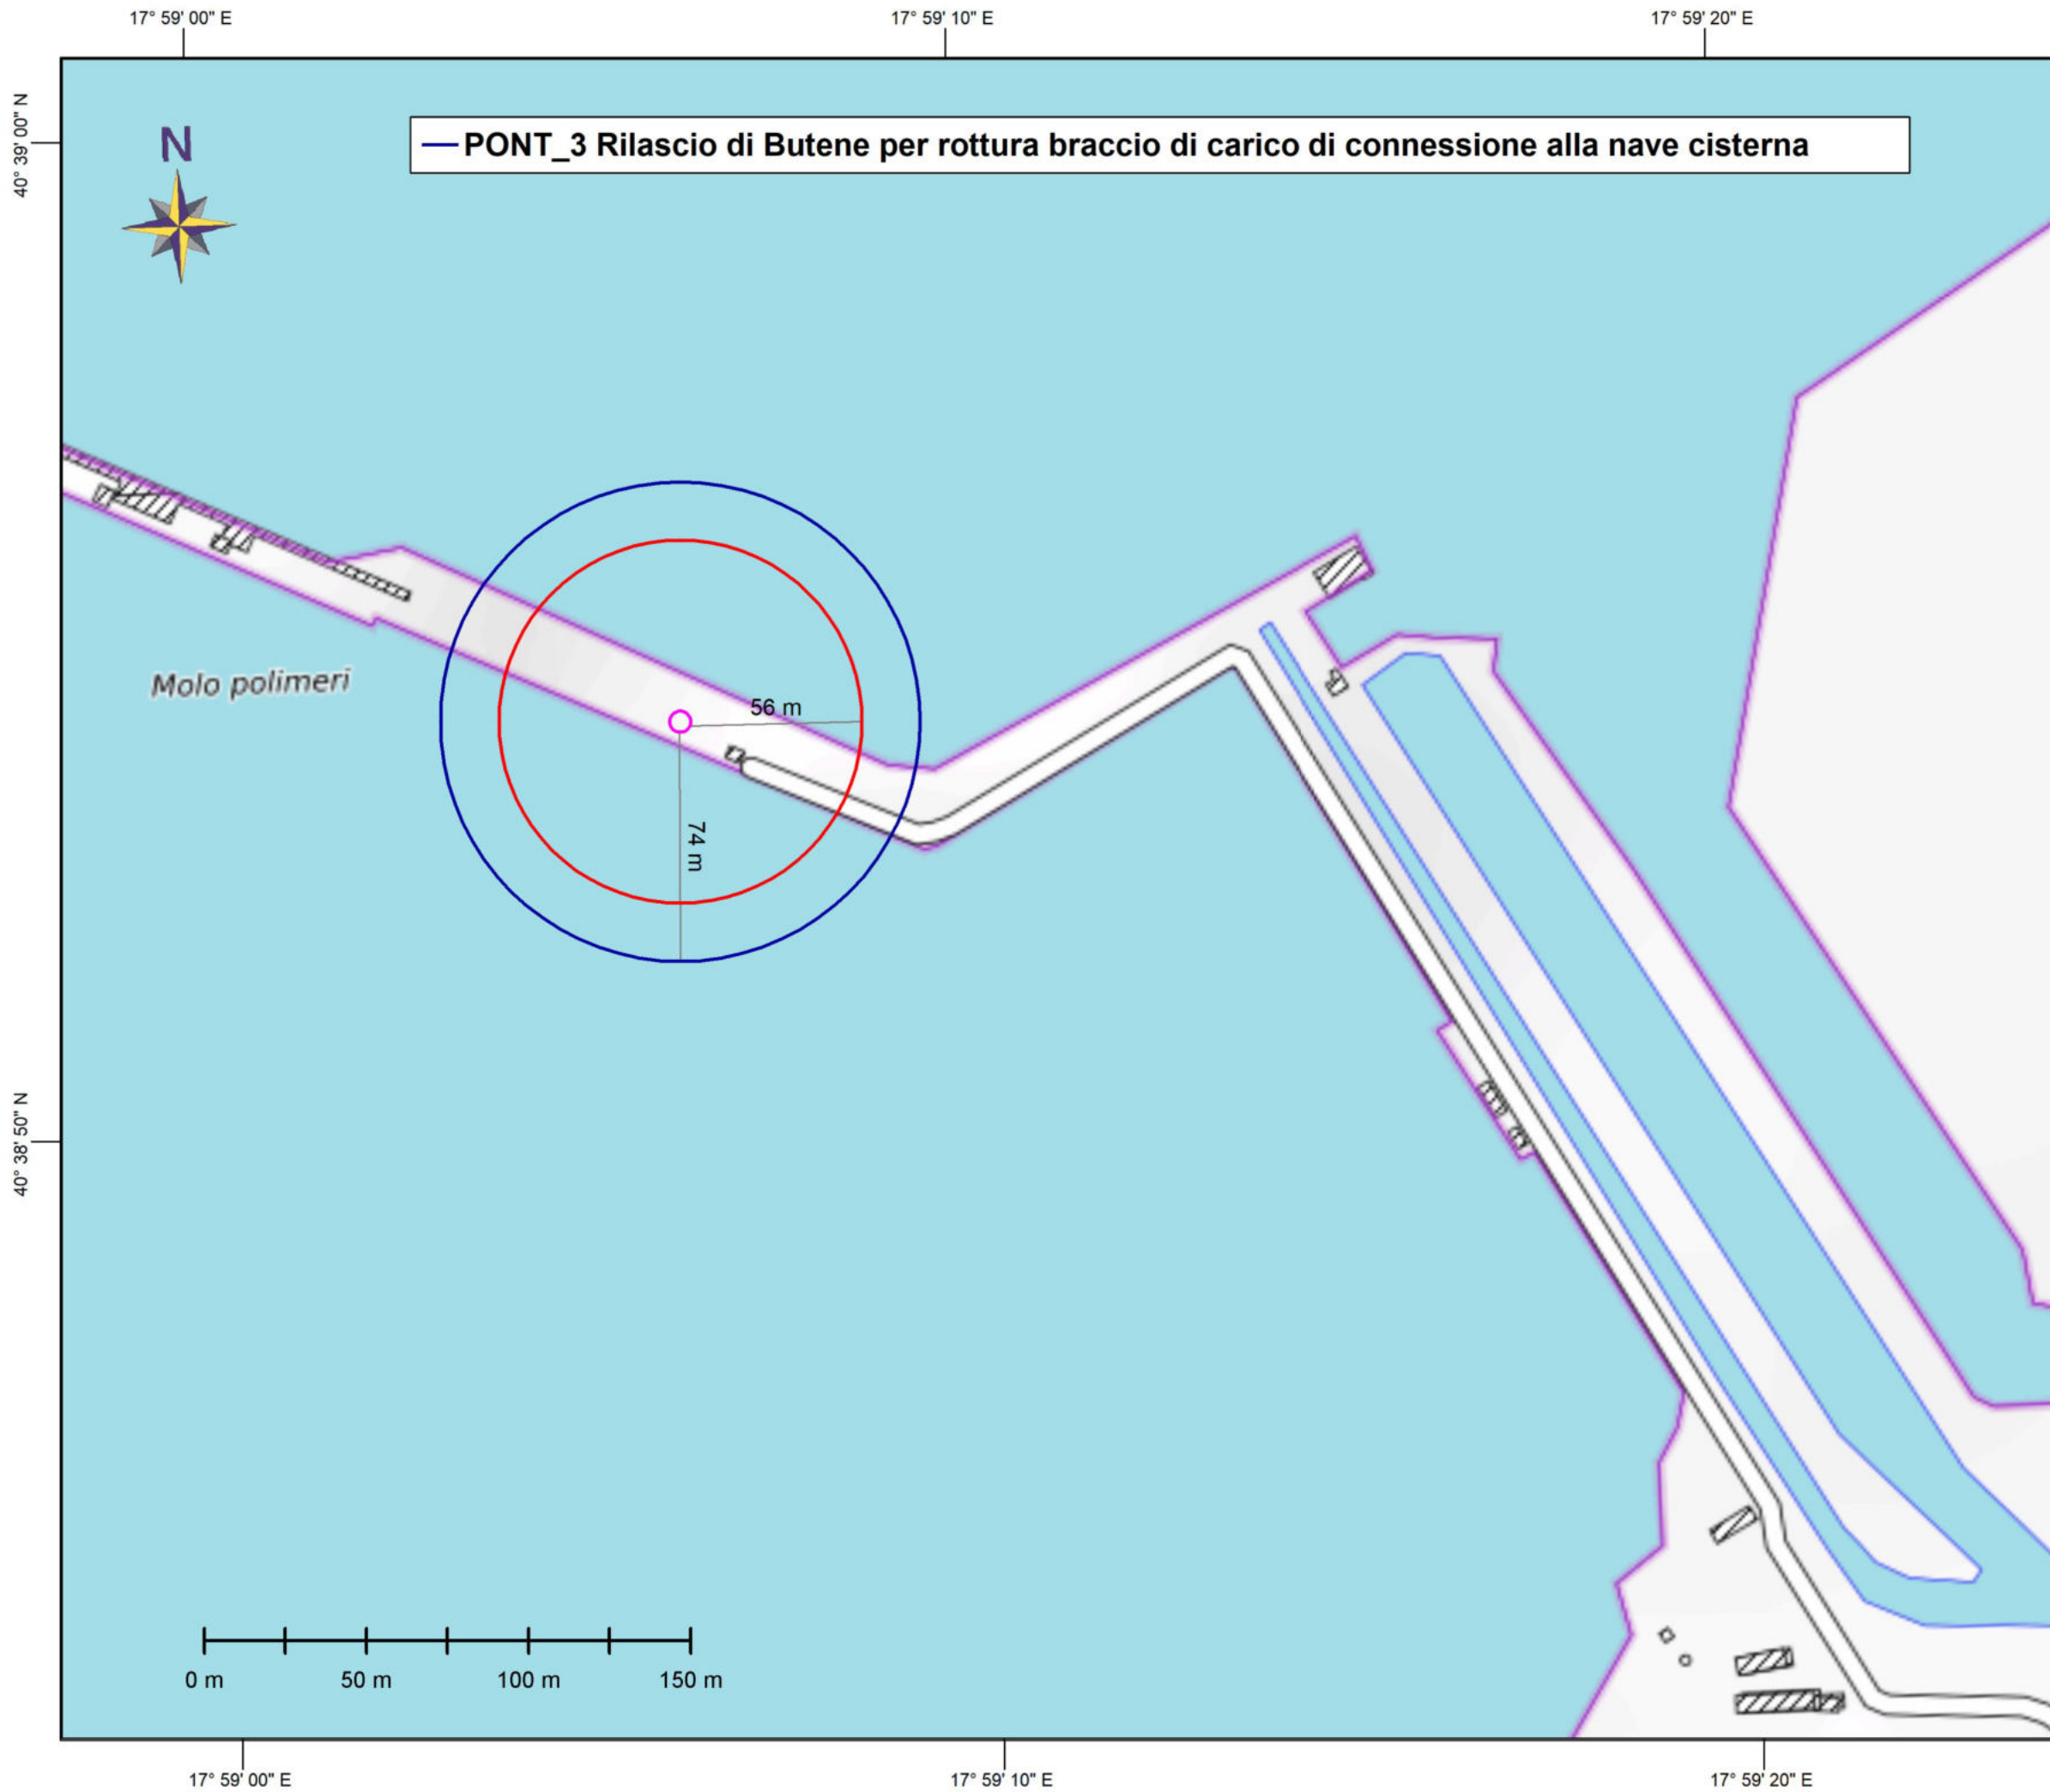 17° 59' 00" E
17° 59' 10" E
17° 59' 20" E
40° 39' 00" N
N
PONT_3 Rilascio di Butene per rottura braccio di carico di connessione alla nave cisterna
Molo polimeri
56 m
74 m
40° 38' 50" N
0 m
50 m
100 m
150 m
17° 59' 00" E
17° 59' 10" E
17° 59' 20" E